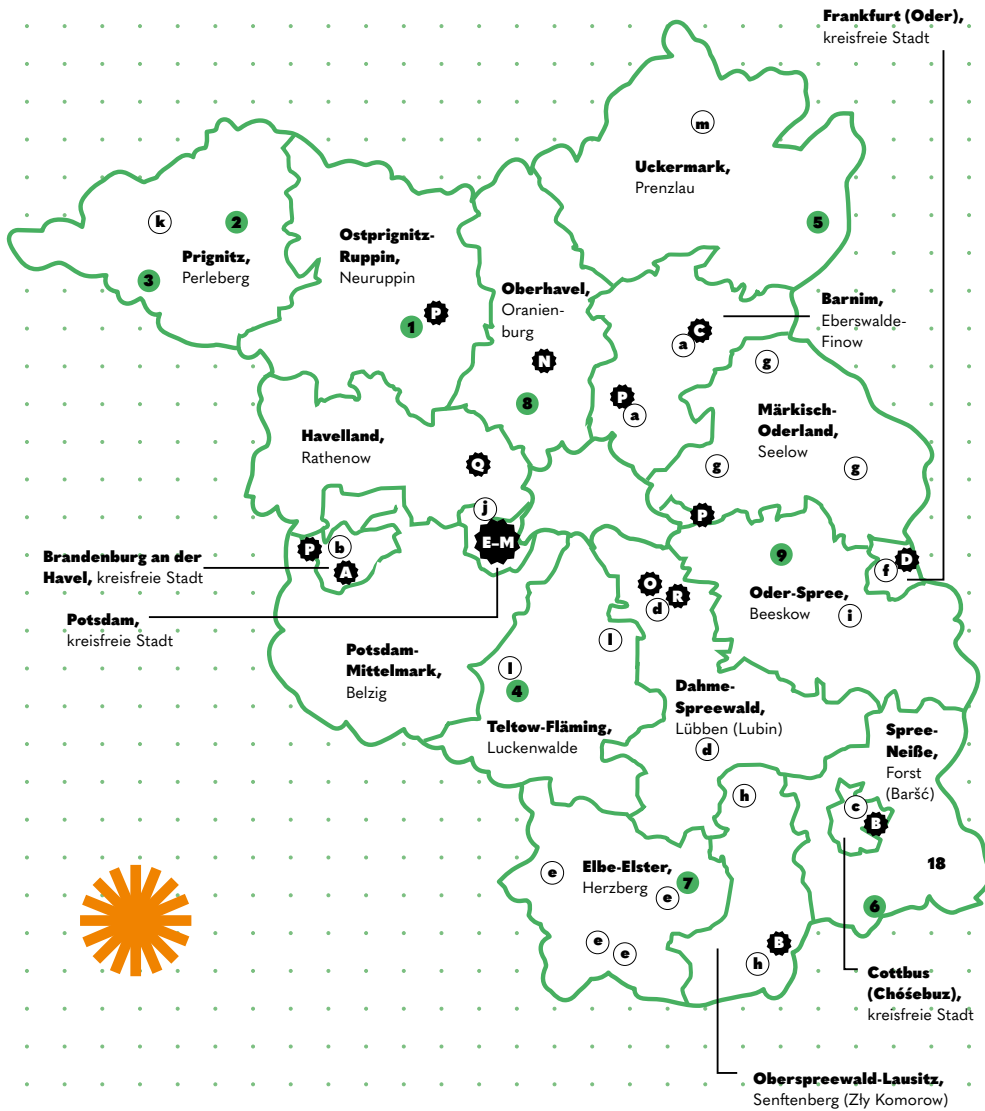 Frankfurt (Oder),
kreisfreie Stadt
m
Uckermark,
Prenzlau
k
2
5
Ostprignitz-
Ruppin,
Neuruppin
Prignitz,
Perleberg
3
Oberhavel,
Oranien-
burg
Barnim,
Eberswalde-
Finow
P
1
C
a
g
N
8
P
a
Märkisch-
Oderland,
Seelow
Havelland,
Rathenow
Q
g
g
j
P
E–M
P
b
A
Brandenburg an der
Havel, kreisfreie Stadt
9
D
f
O
R
d
Oder-Spree,
Beeskow
i
Potsdam,
kreisfreie Stadt
l
Potsdam-
Mittelmark,
Belzig
l
4
Dahme-
Spreewald,
Lübben (Lubin)
Teltow-Fläming,
Luckenwalde
d
Spree-
Neiße,
Forst
(Baršć)
h
c
B
18
Elbe-Elster,
Herzberg
e
7
e
6
e
e
B
h
Cottbus
(Chóśebuz),
kreisfreie Stadt
Oberspreewald-Lausitz,
Senftenberg (Zły Komorow)